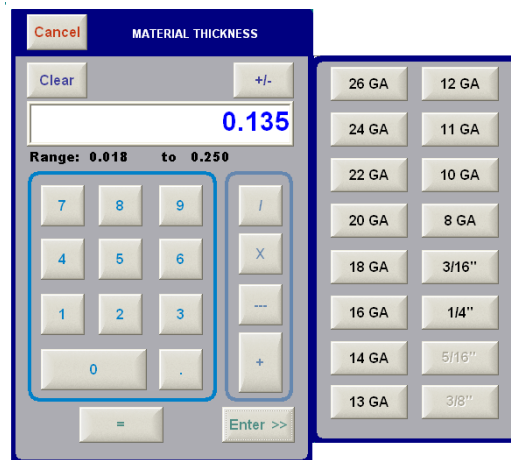 Cancel MATERIAL THICKNESS
Clear +/-
0.135
Range: 0.018 to 0.250
7 8 9 /
4 5 6 X
1 2 3 ---
0 . +
= Enter >>
26 GA 12 GA
24 GA 11 GA
22 GA 10 GA
20 GA 8 GA
18 GA 3/16"
16 GA 1/4"
14 GA 5/16"
13 GA 3/8"